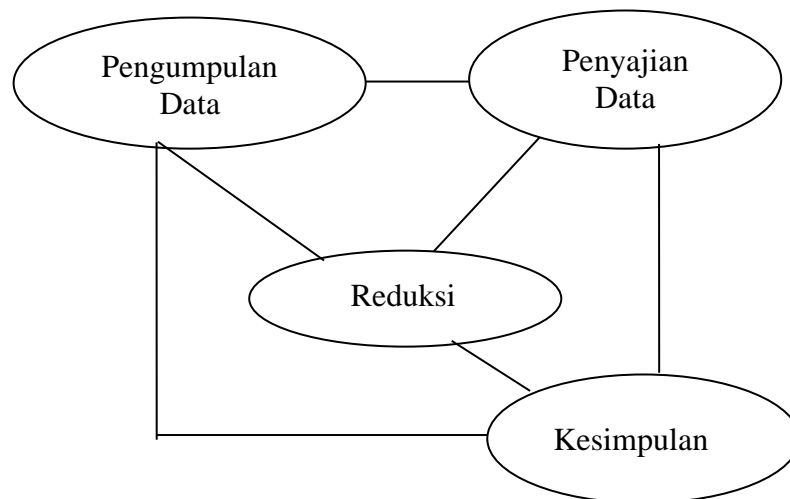 Pengumpulan
Data
Penyajian
Data
Reduksi
Kesimpulan